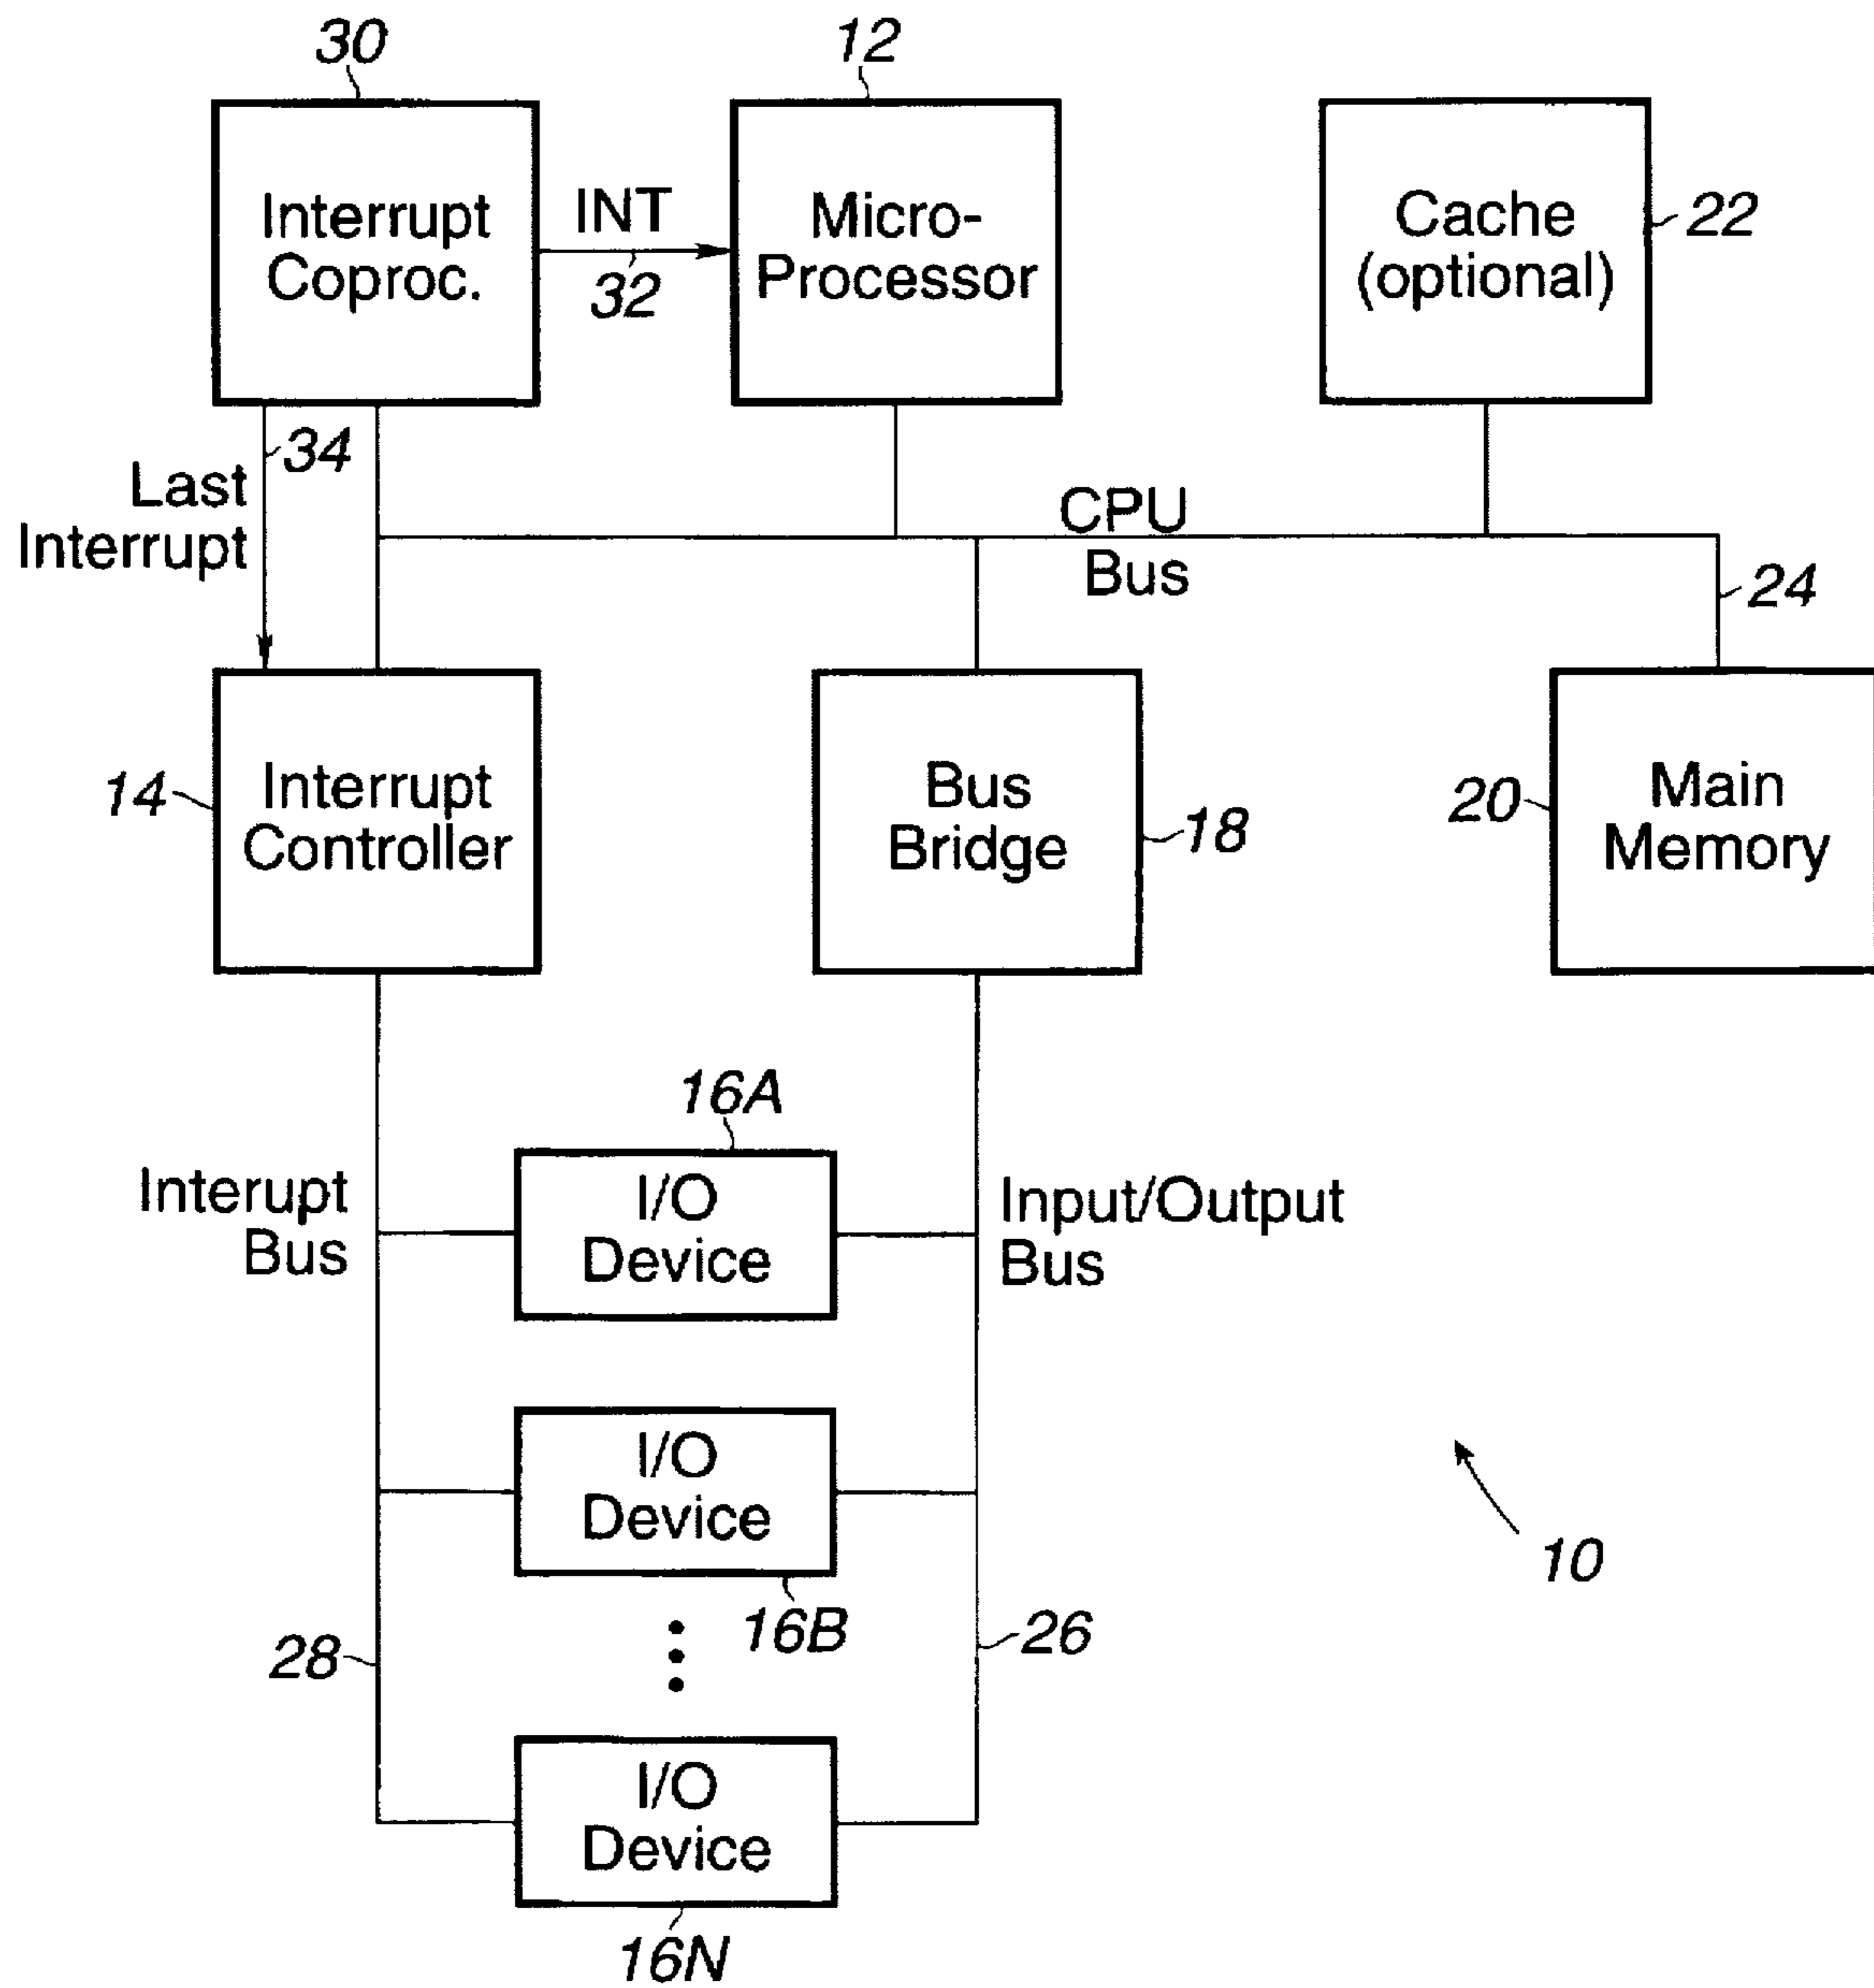 30
12
Interrupt
Coproc.
INT
32
Micro-
Processor
Cache
(optional)
22
34
Last
Interrupt
CPU
Bus
24
14
Interrupt
Controller
Bus
Bridge
18
20
Main
Memory
16A
Interupt
Bus
I/O
Device
Input/Output
Bus
I/O
Device
16B
28
26
10
I/O
Device
16N